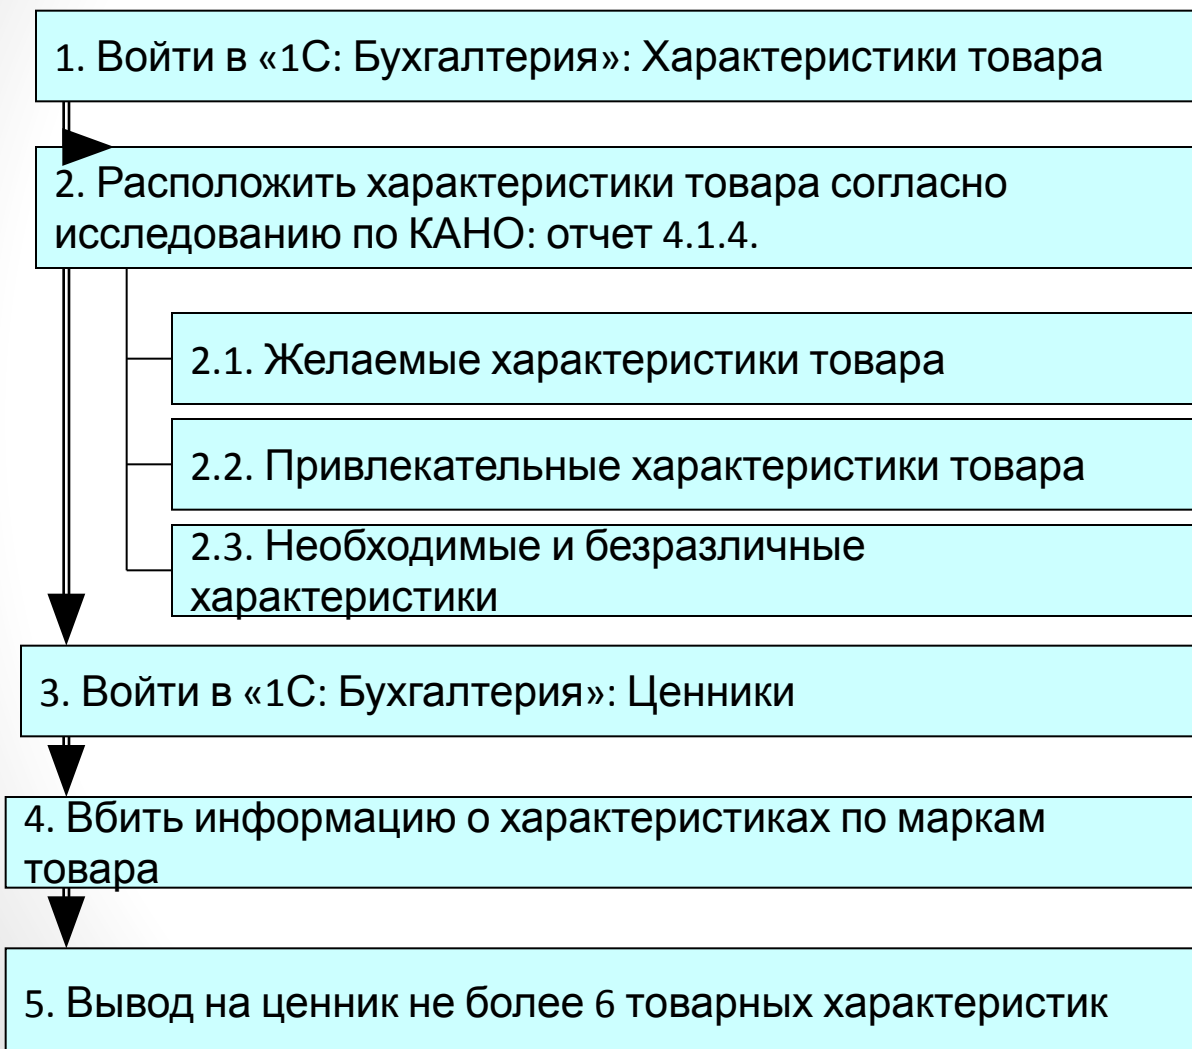 1. Войти в «1С: Бухгалтерия»: Характеристики товара
2. Расположить характеристики товара согласно
исследованию по КАНО: отчет 4.1.4.
2.1. Желаемые характеристики товара
2.2. Привлекательные характеристики товара
2.3. Необходимые и безразличные
характеристики
3. Войти в «1С: Бухгалтерия»: Ценники
4. Вбить информацию о характеристиках по маркам
товара
5. Вывод на ценник не более 6 товарных характеристик